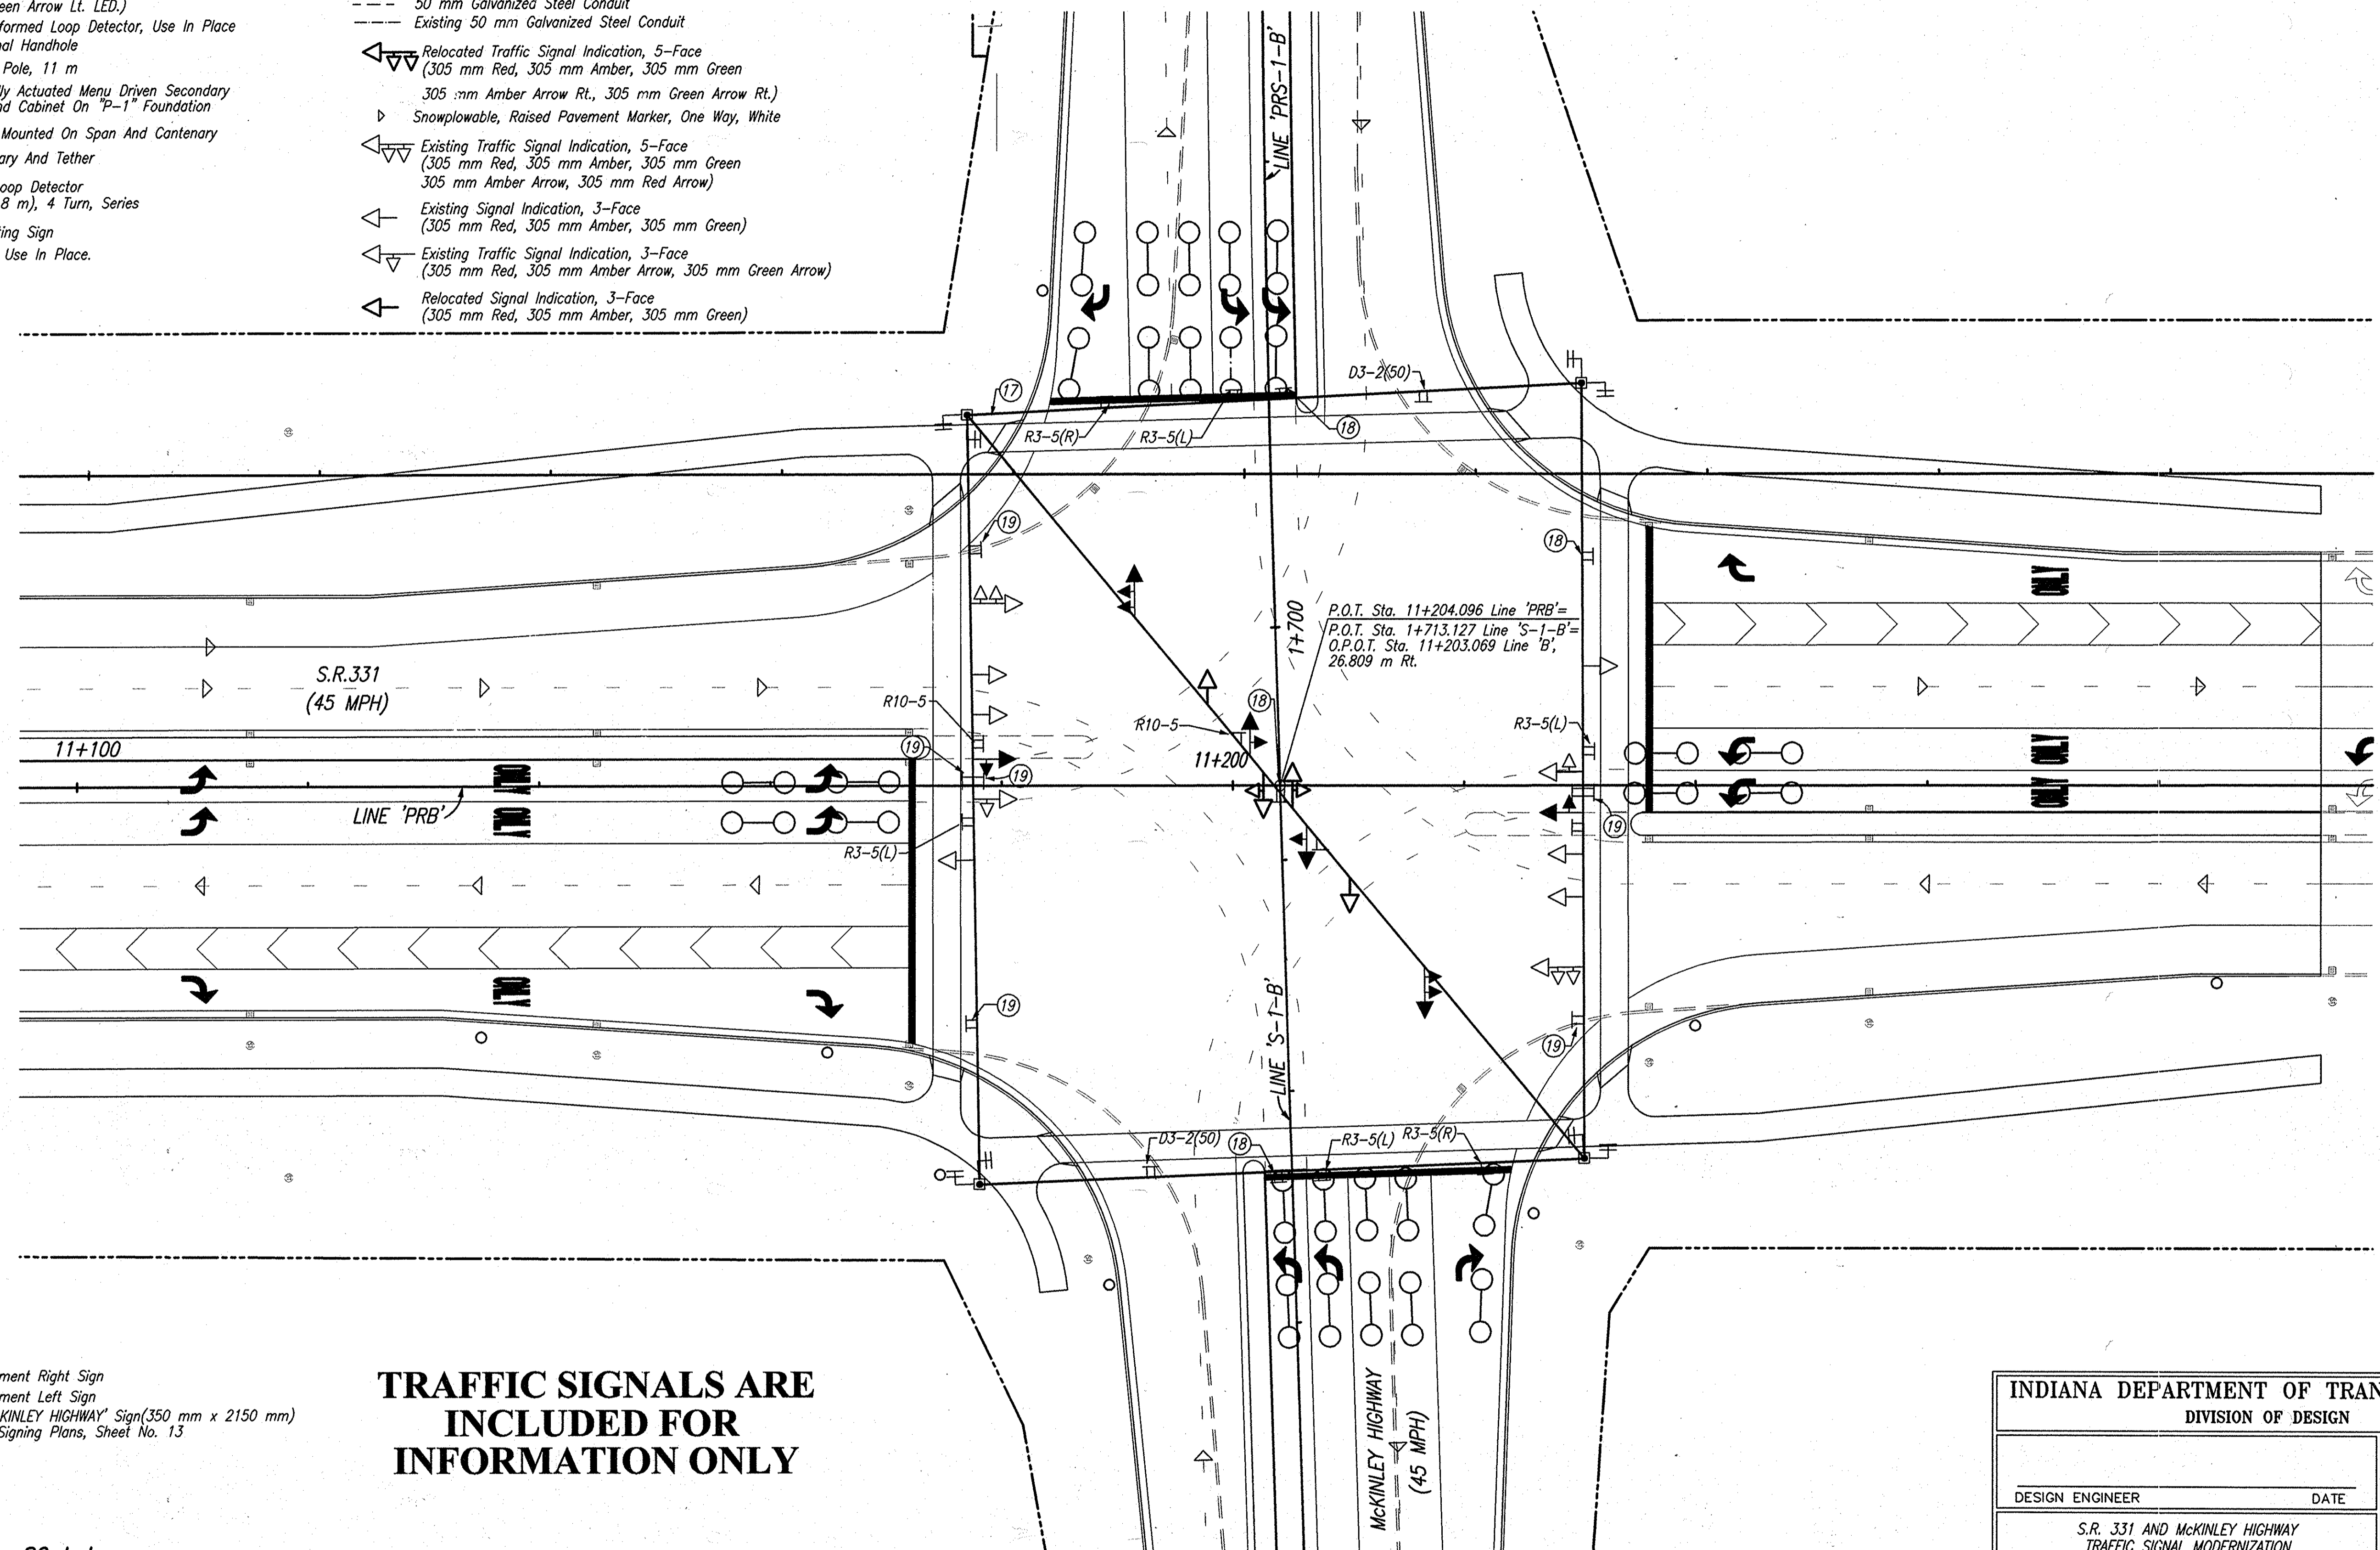 een Arrow Lt. LED.)
formed Loop Detector, Use In Place
nal Handhole
Pole, 11 m
ly Actuated Menu Driven Secondary
nd Cabinet On "P-1" Foundation
Mounted On Span And Cantenary
ary And Tether
oop Detector
8 m), 4 Turn, Series
ting Sign
Use In Place.
50 mm Galvanized Steel Conduit
Existing 50 mm Galvanized Steel Conduit
Relocated Traffic Signal Indication, 5-Face
(305 mm Red, 305 mm Amber, 305 mm Green
305 mm Amber Arrow Rt., 305 mm Green Arrow Rt.)
Snowplowable, Raised Pavement Marker, One Way, White
Existing Traffic Signal Indication, 5-Face
(305 mm Red, 305 mm Amber, 305 mm Green
305 mm Amber Arrow, 305 mm Red Arrow)
Existing Signal Indication, 3-Face
(305 mm Red, 305 mm Amber, 305 mm Green)
Existing Traffic Signal Indication, 3-Face
(305 mm Red, 305 mm Amber Arrow, 305 mm Green Arrow)
Relocated Signal Indication, 3-Face
(305 mm Red, 305 mm Amber, 305 mm Green)
LINE 'PRS-1-B'
D3-2(50)
17
R3-5(R)
R3-5(L)
18
19
18
ONLY
1+700
P.O.T. Sta. 11+204.096 Line 'PRB'=
P.O.T. Sta. 1+713.127 Line 'S-1-B'=
O.P.O.T. Sta. 11+203.069 Line 'B',
26.809 m Rt.
S.R.331
(45 MPH)
R10-5
18
R10-5
R3-5(L)
11+100
19
19
11+200
ONLY
ONLY
ONLY
ONLY
LINE 'PRB'
R3-5(L)
19
ONLY
19
19
LINE 'S-1-B'
D3-2(50)
18
R3-5(L)
R3-5(R)
McKINLEY HIGHWAY
(45 MPH)
ment Right Sign
ment Left Sign
KINLEY HIGHWAY' Sign(350 mm x 2150 mm)
Signing Plans, Sheet No. 13
TRAFFIC SIGNALS ARE
INCLUDED FOR
INFORMATION ONLY
INDIANA DEPARTMENT OF TRAN
DIVISION OF DESIGN
DESIGN ENGINEER
DATE
S.R. 331 AND McKINLEY HIGHWAY
TRAFFIC SIGNAL MODERNIZATION